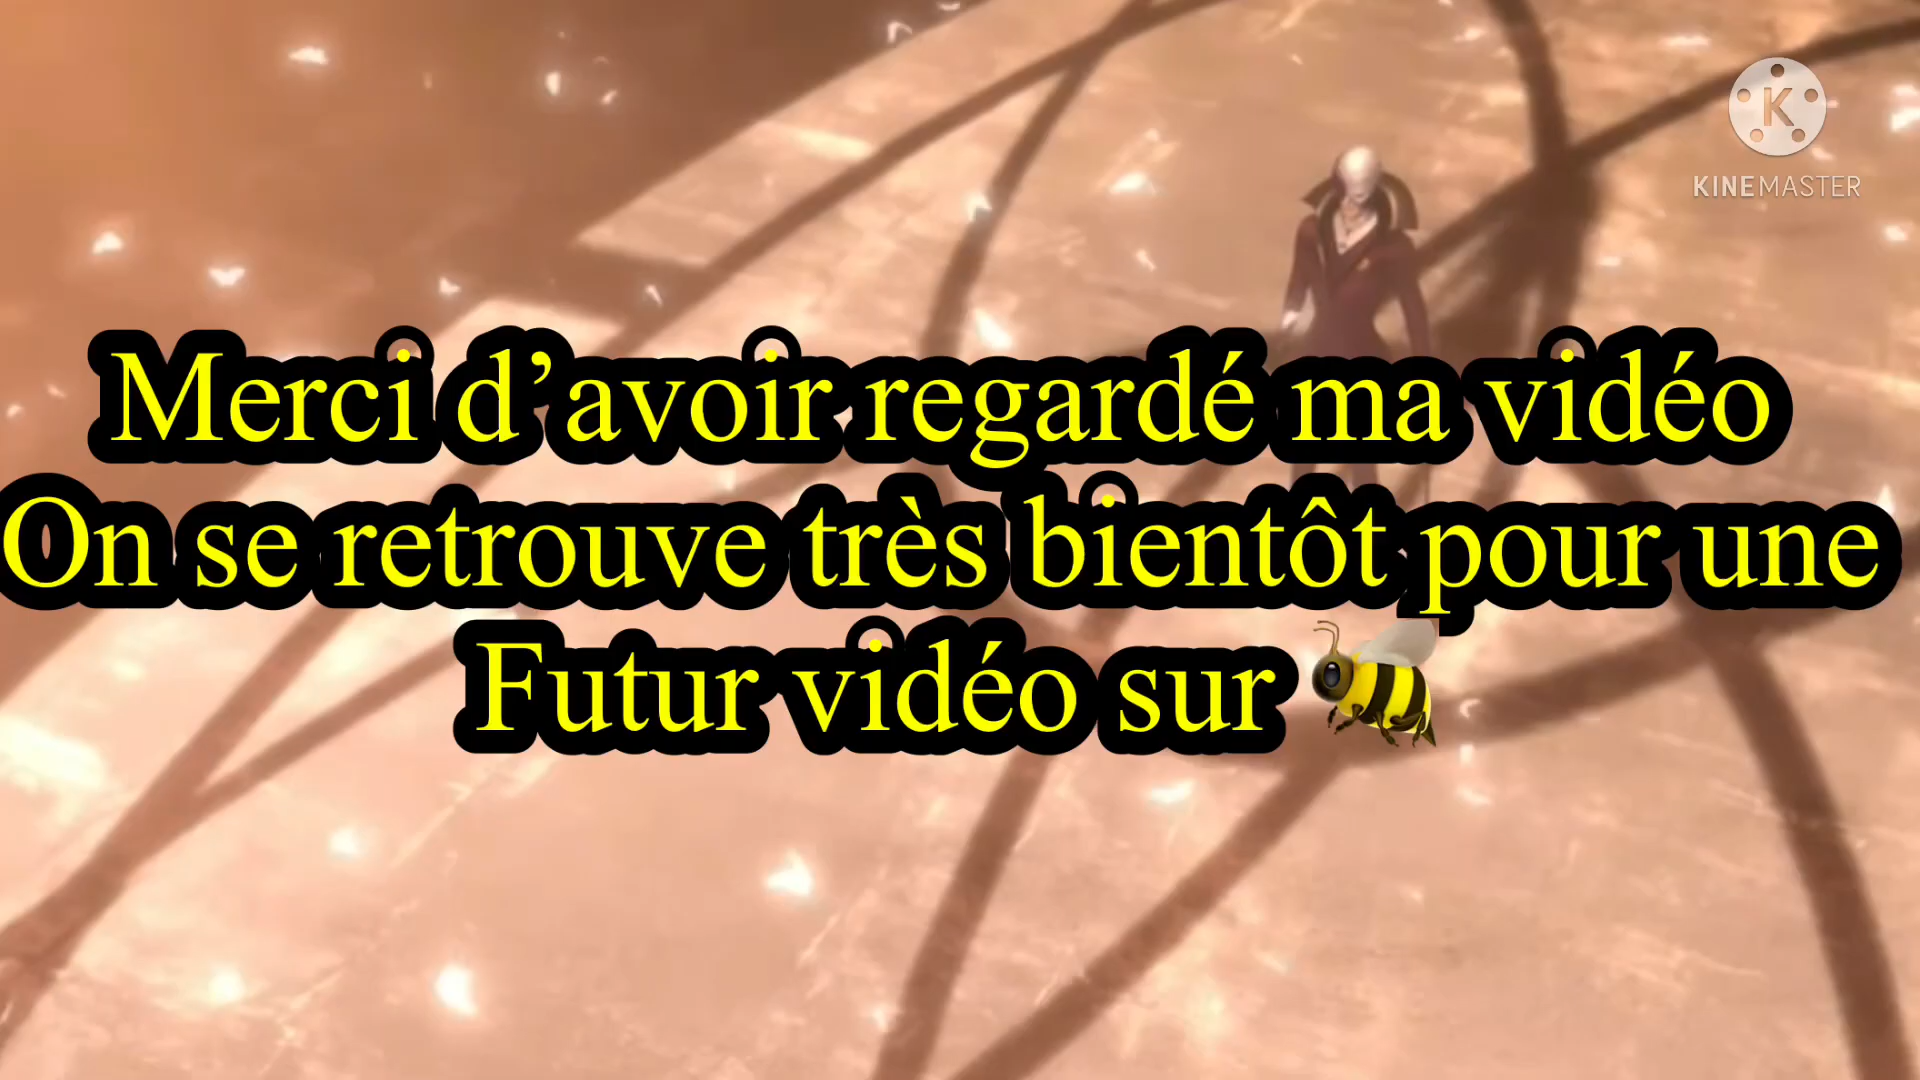 K
KINEMASTER
Merci d’avoir regardé ma vidéo
On se retrouve très bientôt pour une
Futur vidéo sur 🐝